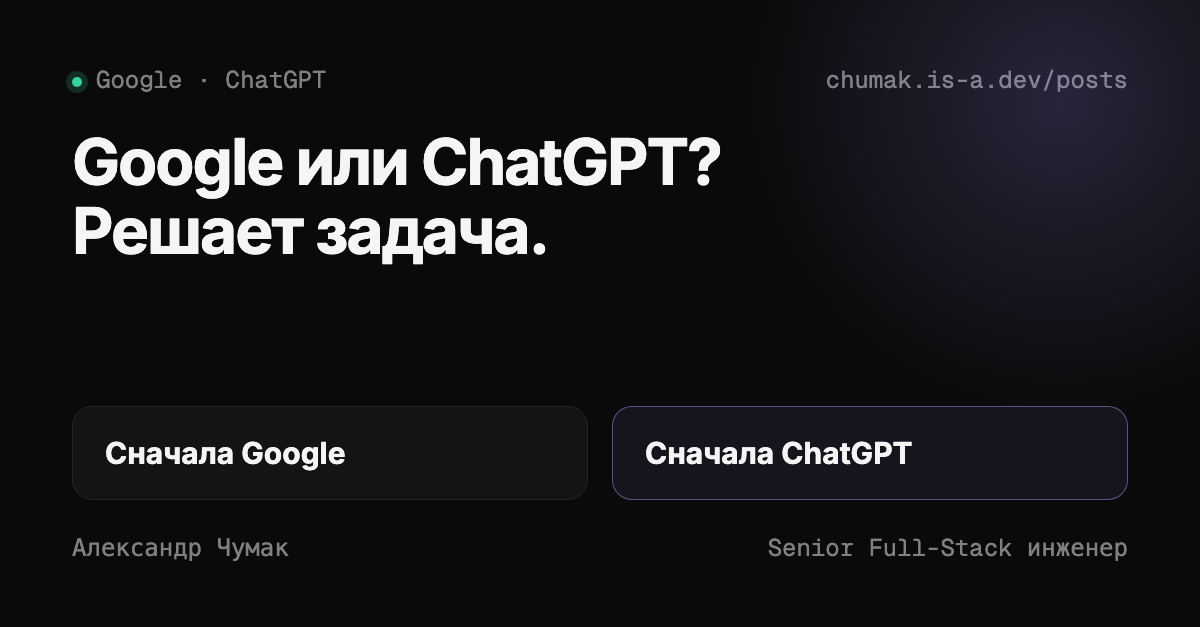 Google · ChatGPT
chumak.is-a.dev/posts
Google или ChatGPT?
Решает задача.
Сначала Google
Сначала ChatGPT
Александр Чумак
Senior Full-Stack инженер